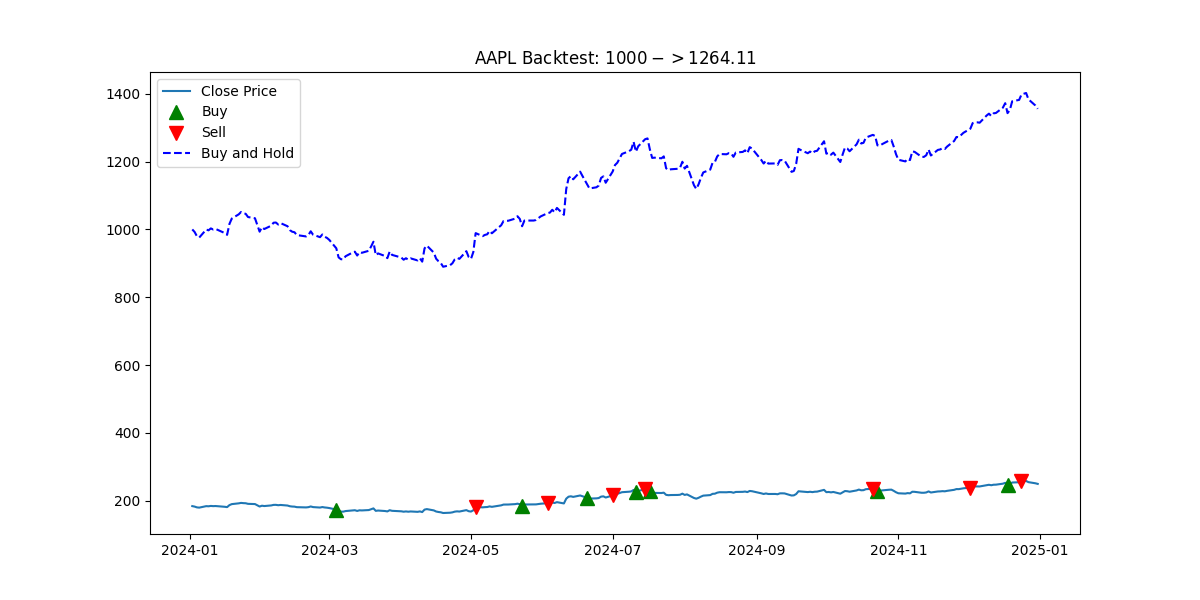 AAPL Backtest: 1000 − > 1264.11
Close Price
Buy
Sell
Buy and Hold
1400
1200
1000
800
600
400
200
2024-01 2024-03 2024-05 2024-07 2024-09 2024-11 2025-01